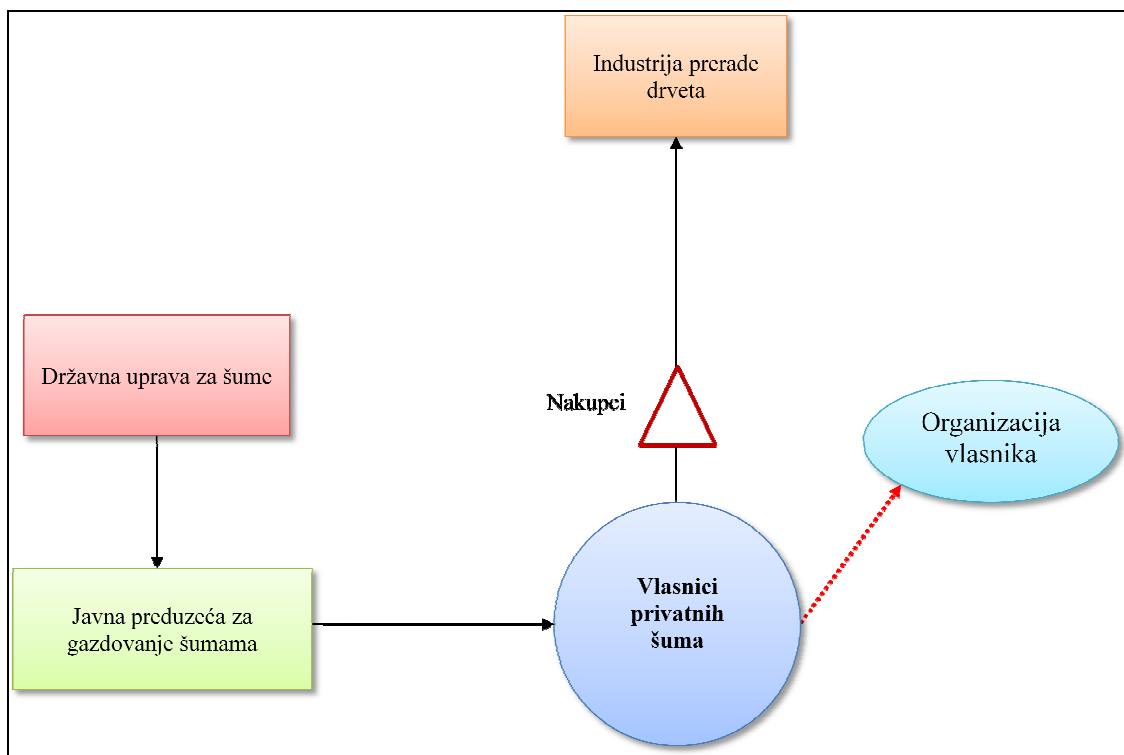 Industrija prerade
drveta
Državna uprava za šume
Nakupci
Organizacija
vlasnika
Javna preduzeća za
gazdovanje šumama
Vlasnici
privatnih
šuma